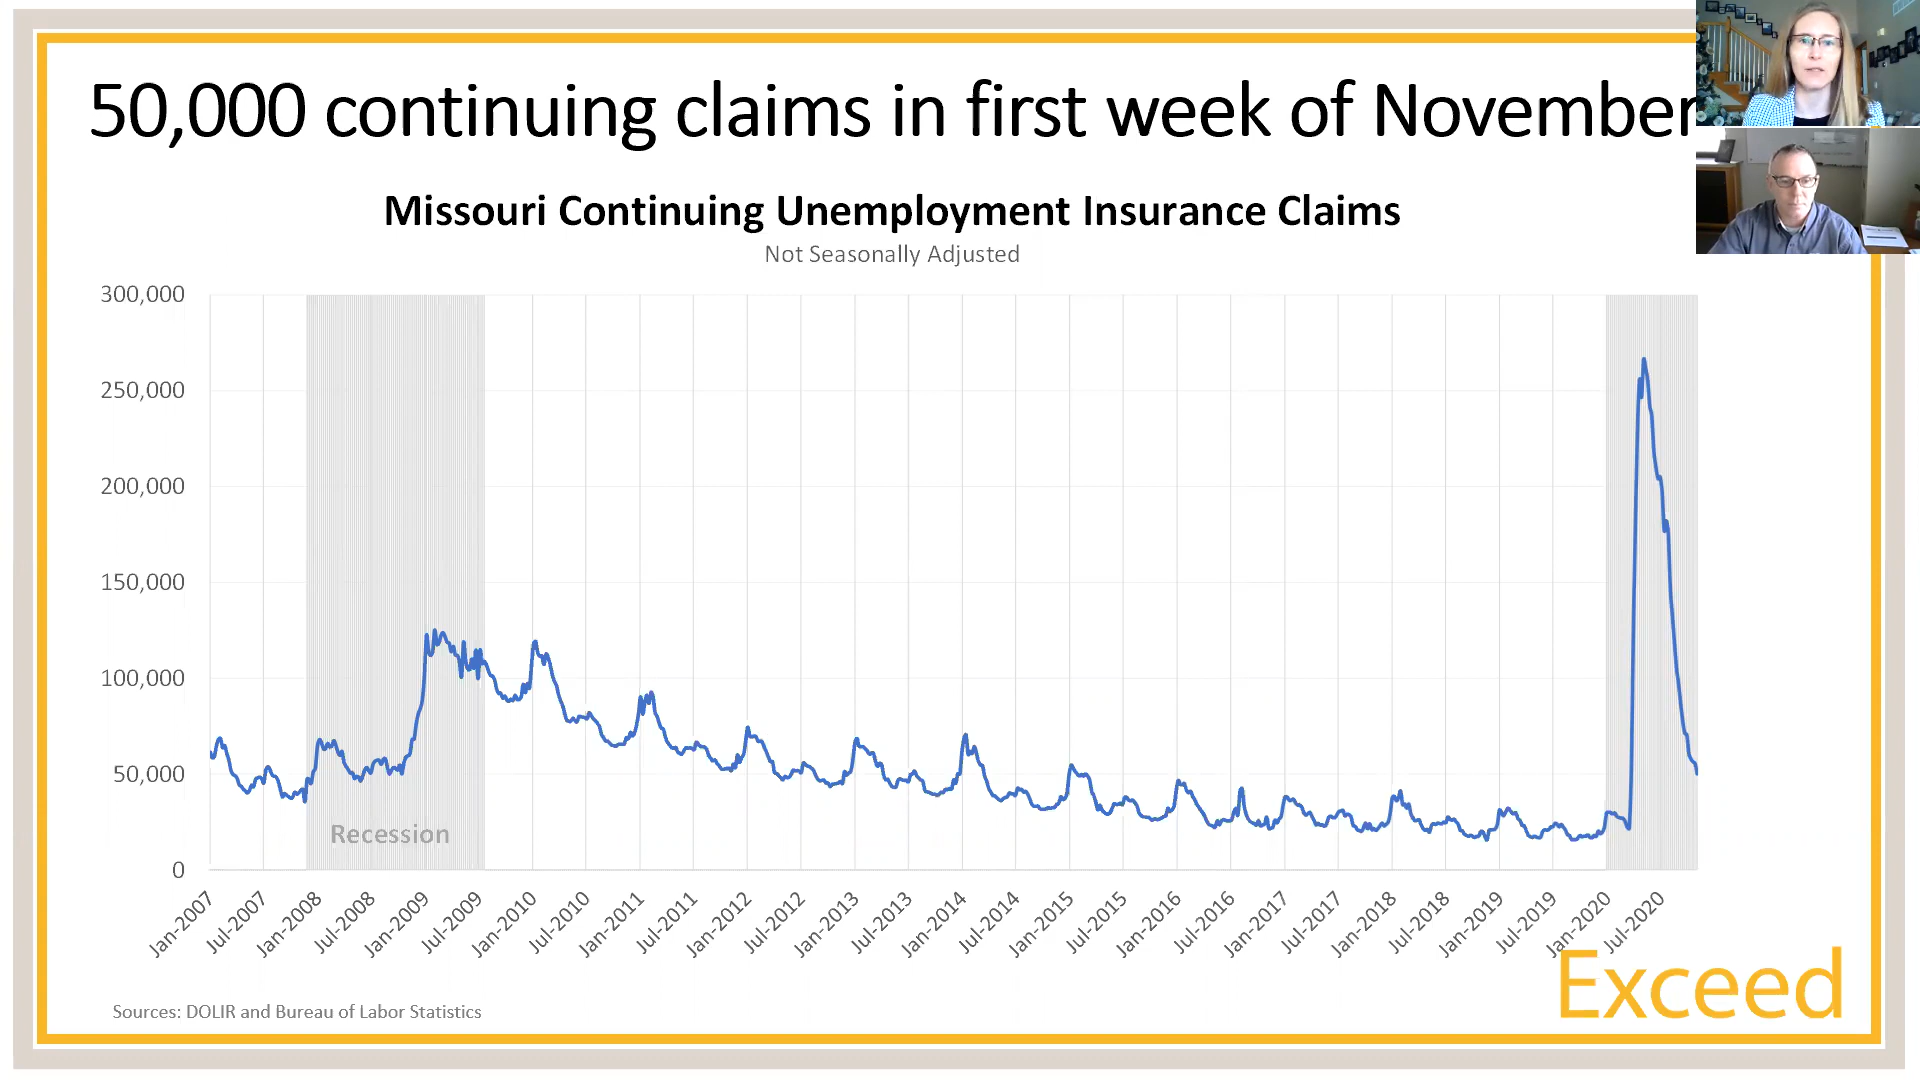 50,000 continuing claims in first week of November
Missouri Continuing Unemployment Insurance Claims
Not Seasonally Adjusted
300,000
250,000
200,000
150,000
100,000
50,000
0
Recession
Jan-2007 Jul-2007 Jan-2008 Jul-2008 Jan-2009 Jul-2009 Jan-2010 Jul-2010 Jan-2011 Jul-2011 Jan-2012 Jul-2012 Jan-2013 Jul-2013 Jan-2014 Jul-2014 Jan-2015 Jul-2015 Jan-2016 Jul-2016 Jan-2017 Jul-2017 Jan-2018 Jul-2018 Jan-2019 Jul-2019 Jan-2020 Jul-2020
Exceed
Sources: DOLIR and Bureau of Labor Statistics